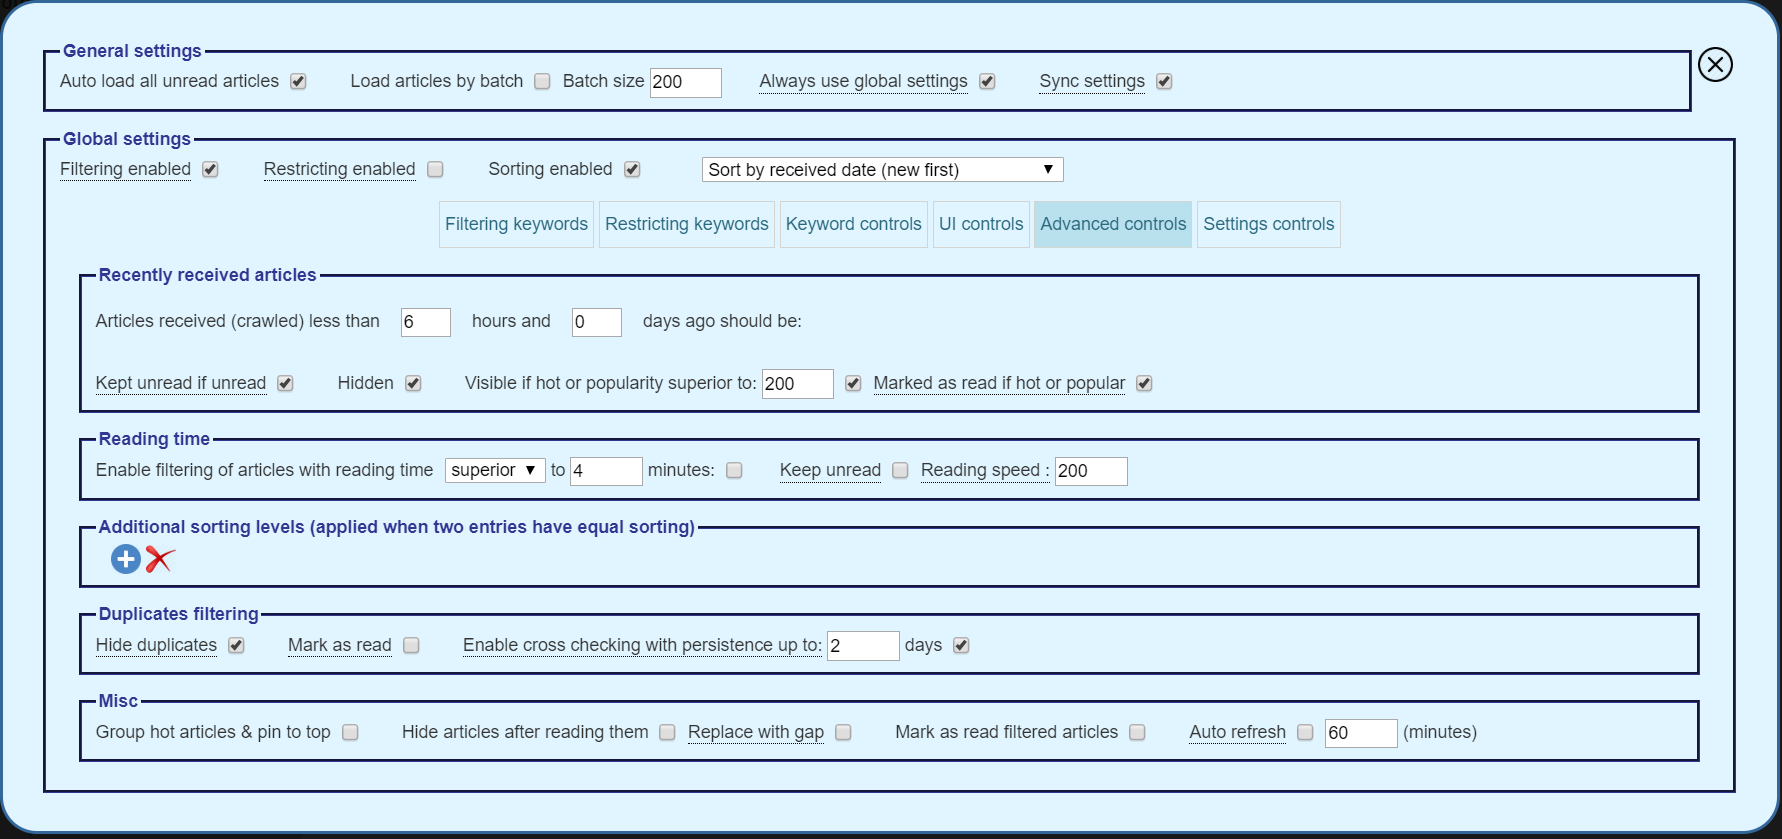 General settings
Auto load all unread articles Load articles by batch Batch size 200 Always use global settings Sync settings
Global settings
Filtering enabled Restricting enabled Sorting enabled Sort by received date (new first)
Filtering keywords Restricting keywords Keyword controls UI controls Advanced controls Settings controls
Recently received articles
Articles received (crawled) less than 6 hours and 0 days ago should be:
Kept unread if unread Hidden Visible if hot or popularity superior to: 200 Marked as read if hot or popular
Reading time
Enable filtering of articles with reading time superior to 4 minutes: Keep unread Reading speed : 200
Additional sorting levels (applied when two entries have equal sorting)
Duplicates filtering
Hide duplicates Mark as read Enable cross checking with persistence up to: 2 days
Misc
Group hot articles & pin to top Hide articles after reading them Replace with gap Mark as read filtered articles Auto refresh 60 (minutes)